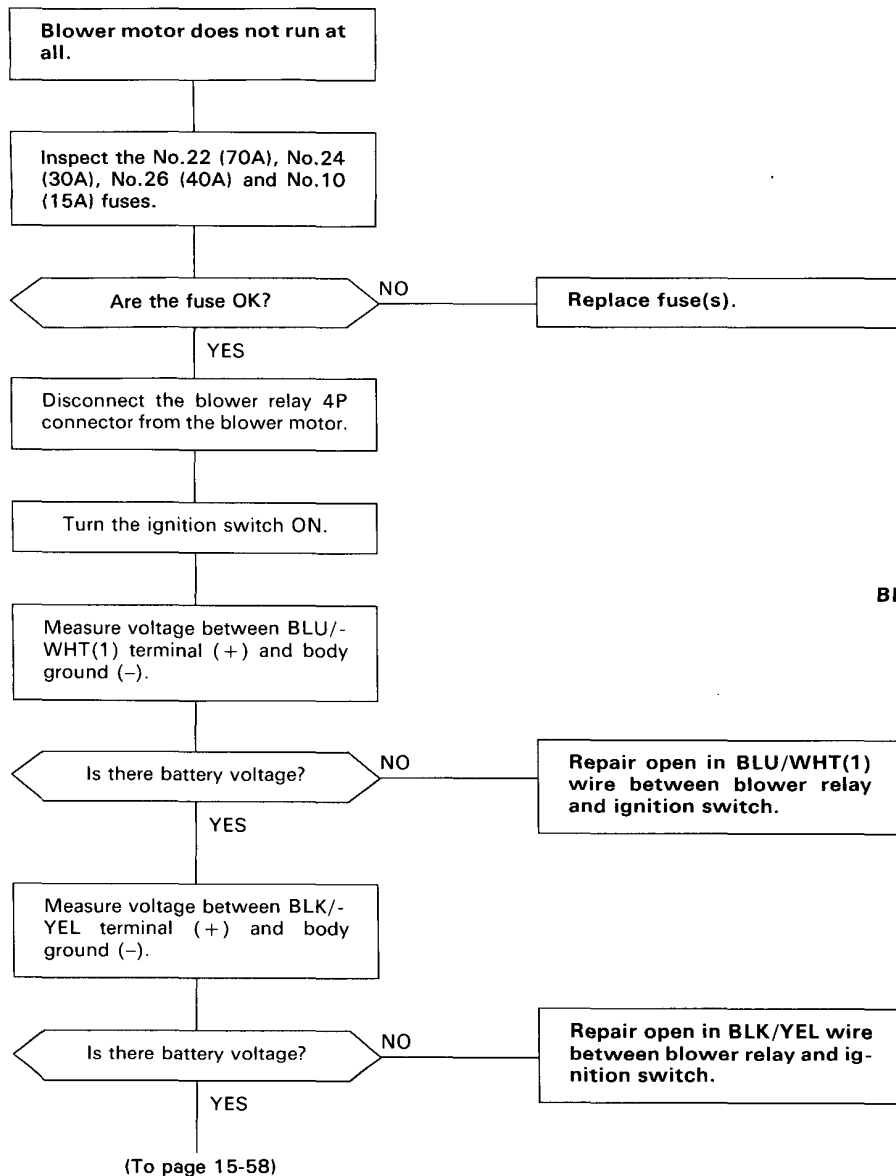 Blower motor does not run at
all.
Inspect the No.22 (70A), No.24
(30A), No.26 (40A) and No.10
(15A) fuses.
Are the fuse OK?
NO
Replace fuse(s).
YES
Disconnect the blower relay 4P
connector from the blower motor.
Turn the ignition switch ON.
BL
Measure voltage between BLU/-
WHT(1) terminal (+) and body
ground (–).
Is there battery voltage?
NO
Repair open in BLU/WHT(1)
wire between blower relay
and ignition switch.
YES
Measure voltage between BLK/-
YEL terminal (+) and body
ground (–).
Is there battery voltage?
NO
Repair open in BLK/YEL wire
between blower relay and ig-
nition switch.
YES
(To page 15-58)